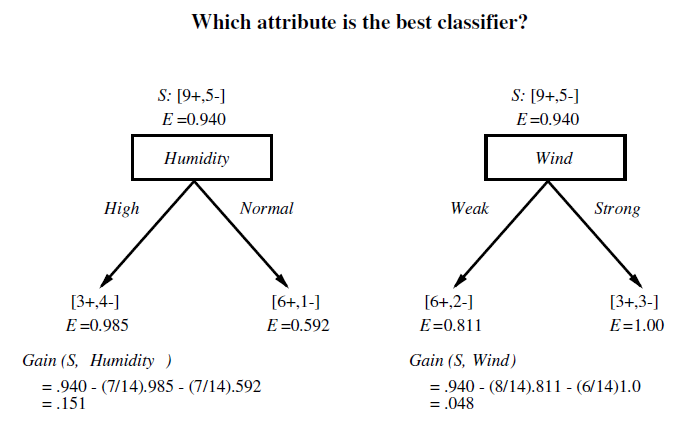 Which attribute is the best classifier?
S: [9+,5-]
E =0.940
Humidity
High
Normal
[3+,4-]
E =0.985
[6+,1-]
E =0.592
Gain (S, Humidity )
= .940 - (7/14).985 - (7/14).592
= .151
S: [9+,5-]
E =0.940
Wind
Weak
Strong
[6+,2-]
E =0.811
[3+,3-]
E =1.00
Gain (S, Wind)
= .940 - (8/14).811 - (6/14)1.0
= .048